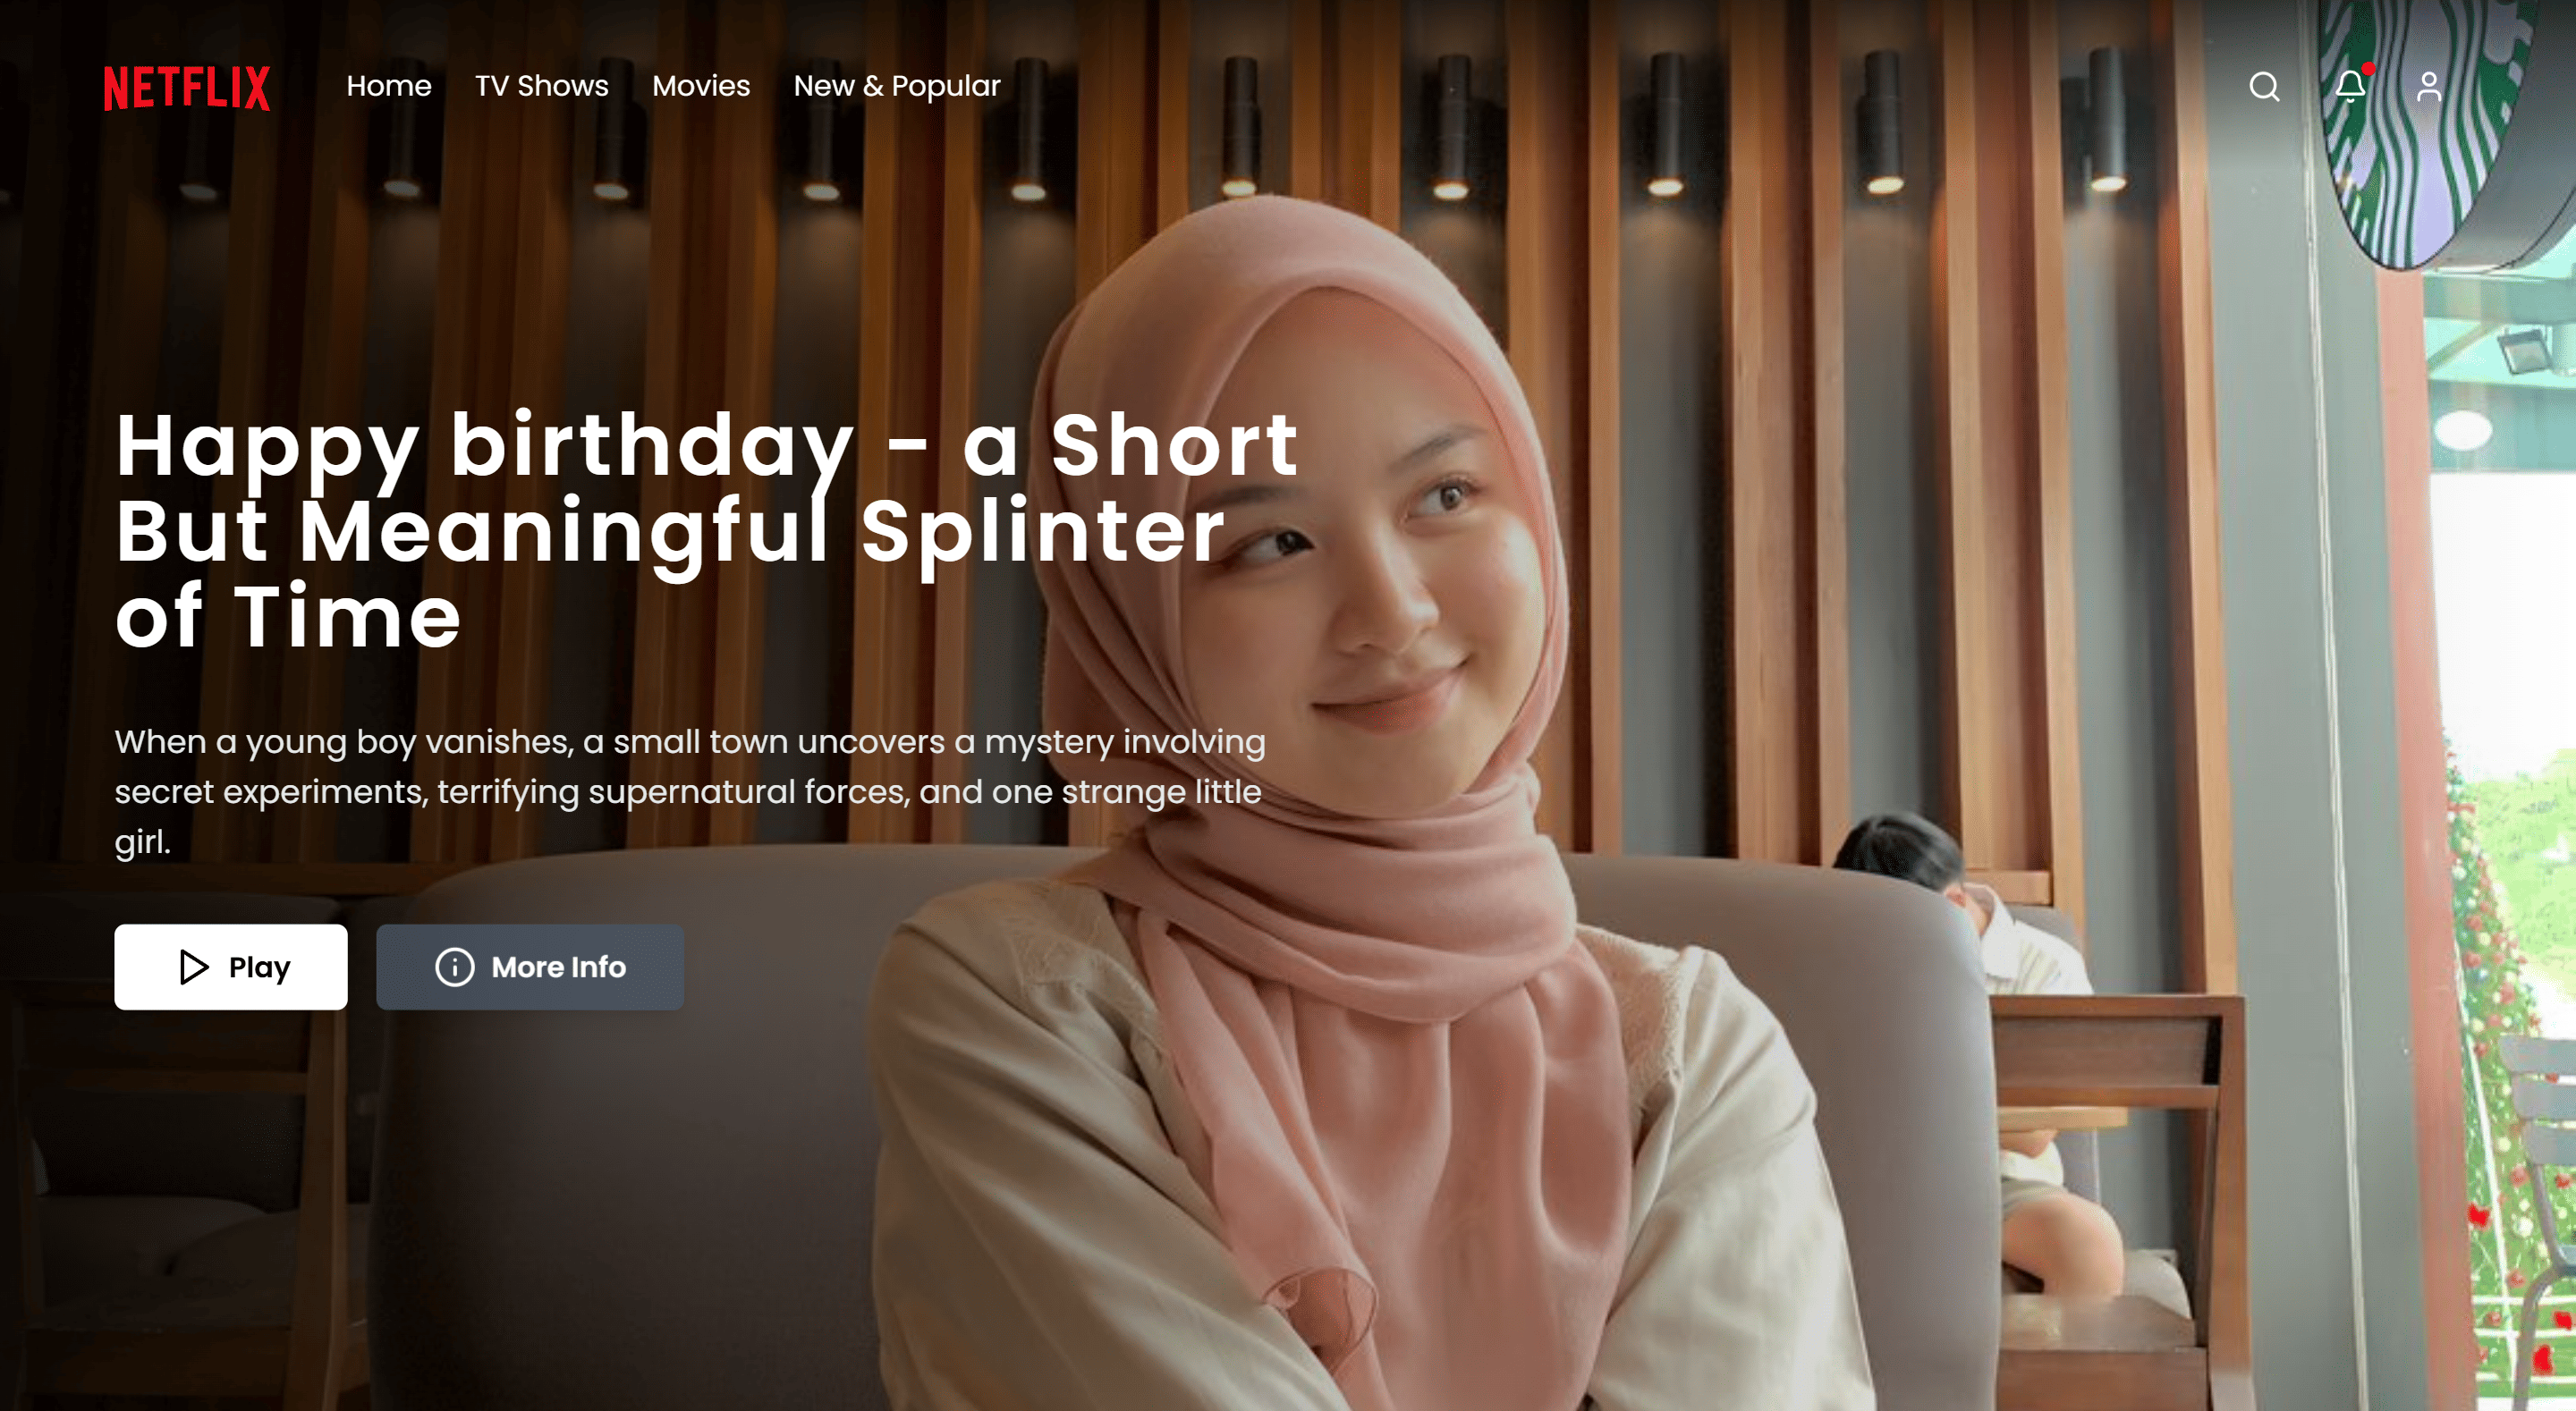 NETFLIX Home TV Shows Movies New & Popular
Happy birthday - a Short
But Meaningful Splinter
of Time
When a young boy vanishes, a small town uncovers a mystery involving
secret experiments, terrifying supernatural forces, and one strange little
girl.
Play More Info